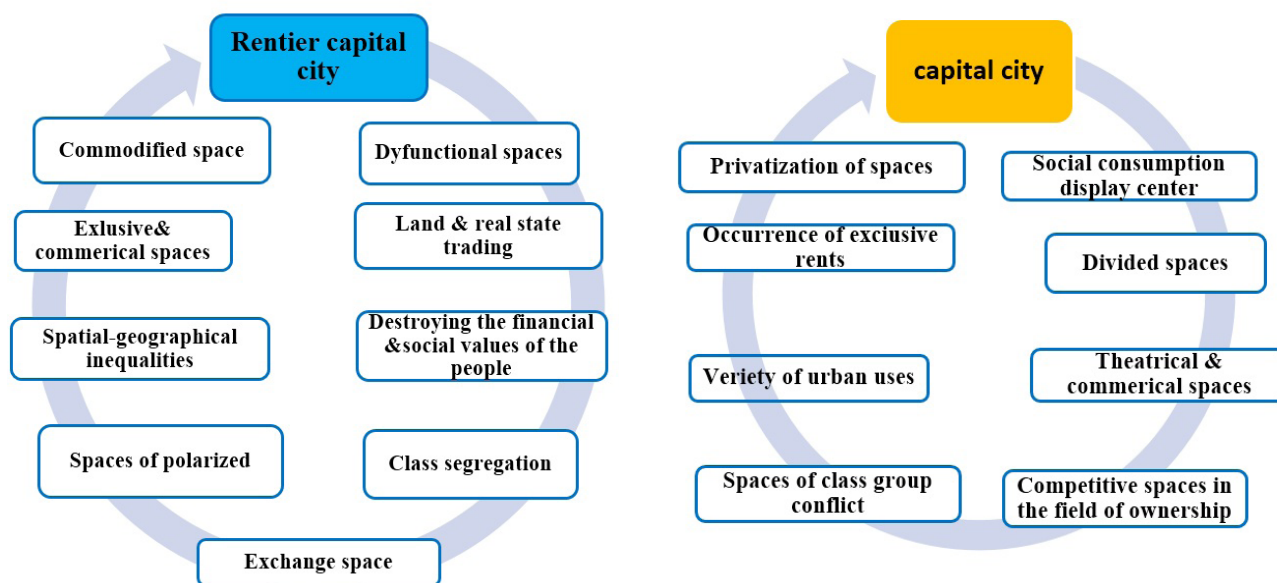 Rentier capital
city
Commodified space
Dyfunctional spaces
Exlusive&
commerical spaces
Land & real state
trading
Spatial-geographical
inequalities
Destroying the financial
&social values of the
people
Spaces of polarized
Class segregation
Exchange space
capital city
Privatization of spaces
Social consumption
display center
Occurrence of exciusive
rents
Divided spaces
Veriety of urban uses
Theatrical &
commerical spaces
Spaces of class group
conflict
Competitive spaces in
the field of ownership